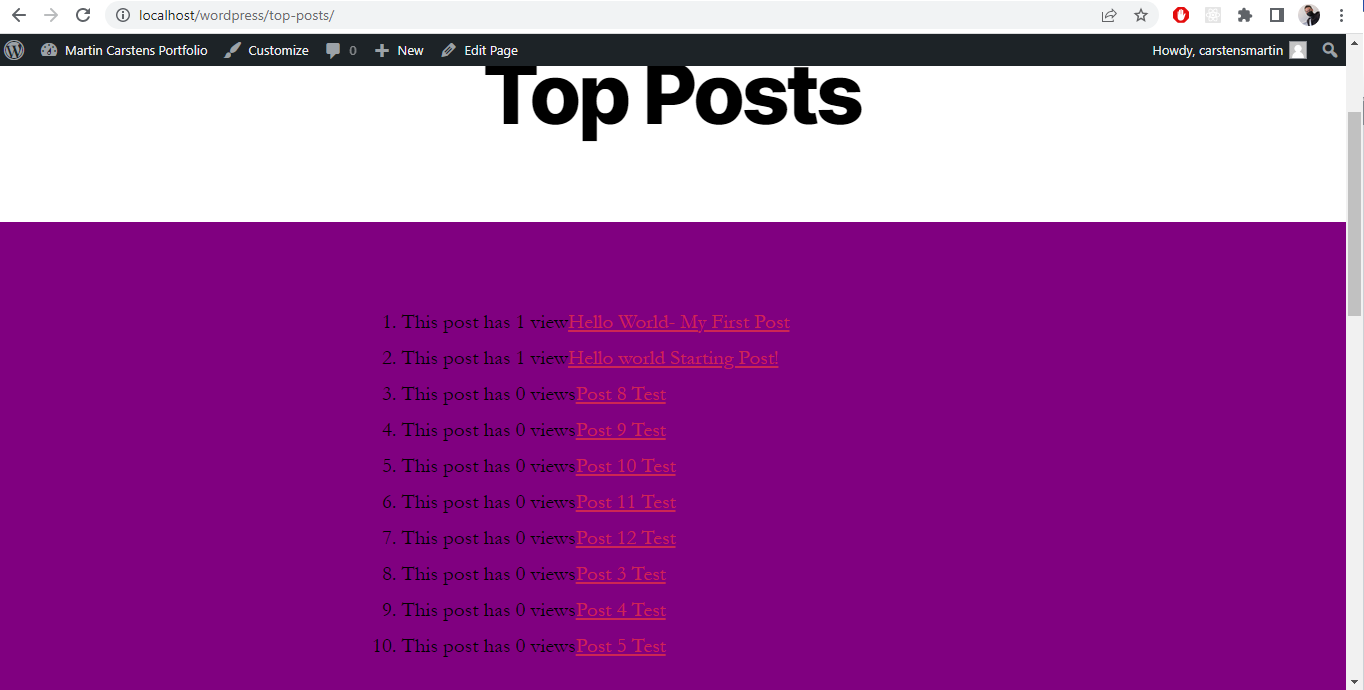 localhost/wordpress/top-posts/
Martin Carstens Portfolio Customize 0 New Edit Page Howdy, carstensmartin
Top Posts
1. This post has 1 viewHello World- My First Post
2. This post has 1 viewHello world Starting Post!
3. This post has 0 viewsPost 8 Test
4. This post has 0 viewsPost 9 Test
5. This post has 0 viewsPost 10 Test
6. This post has 0 viewsPost 11 Test
7. This post has 0 viewsPost 12 Test
8. This post has 0 viewsPost 3 Test
9. This post has 0 viewsPost 4 Test
10. This post has 0 viewsPost 5 Test